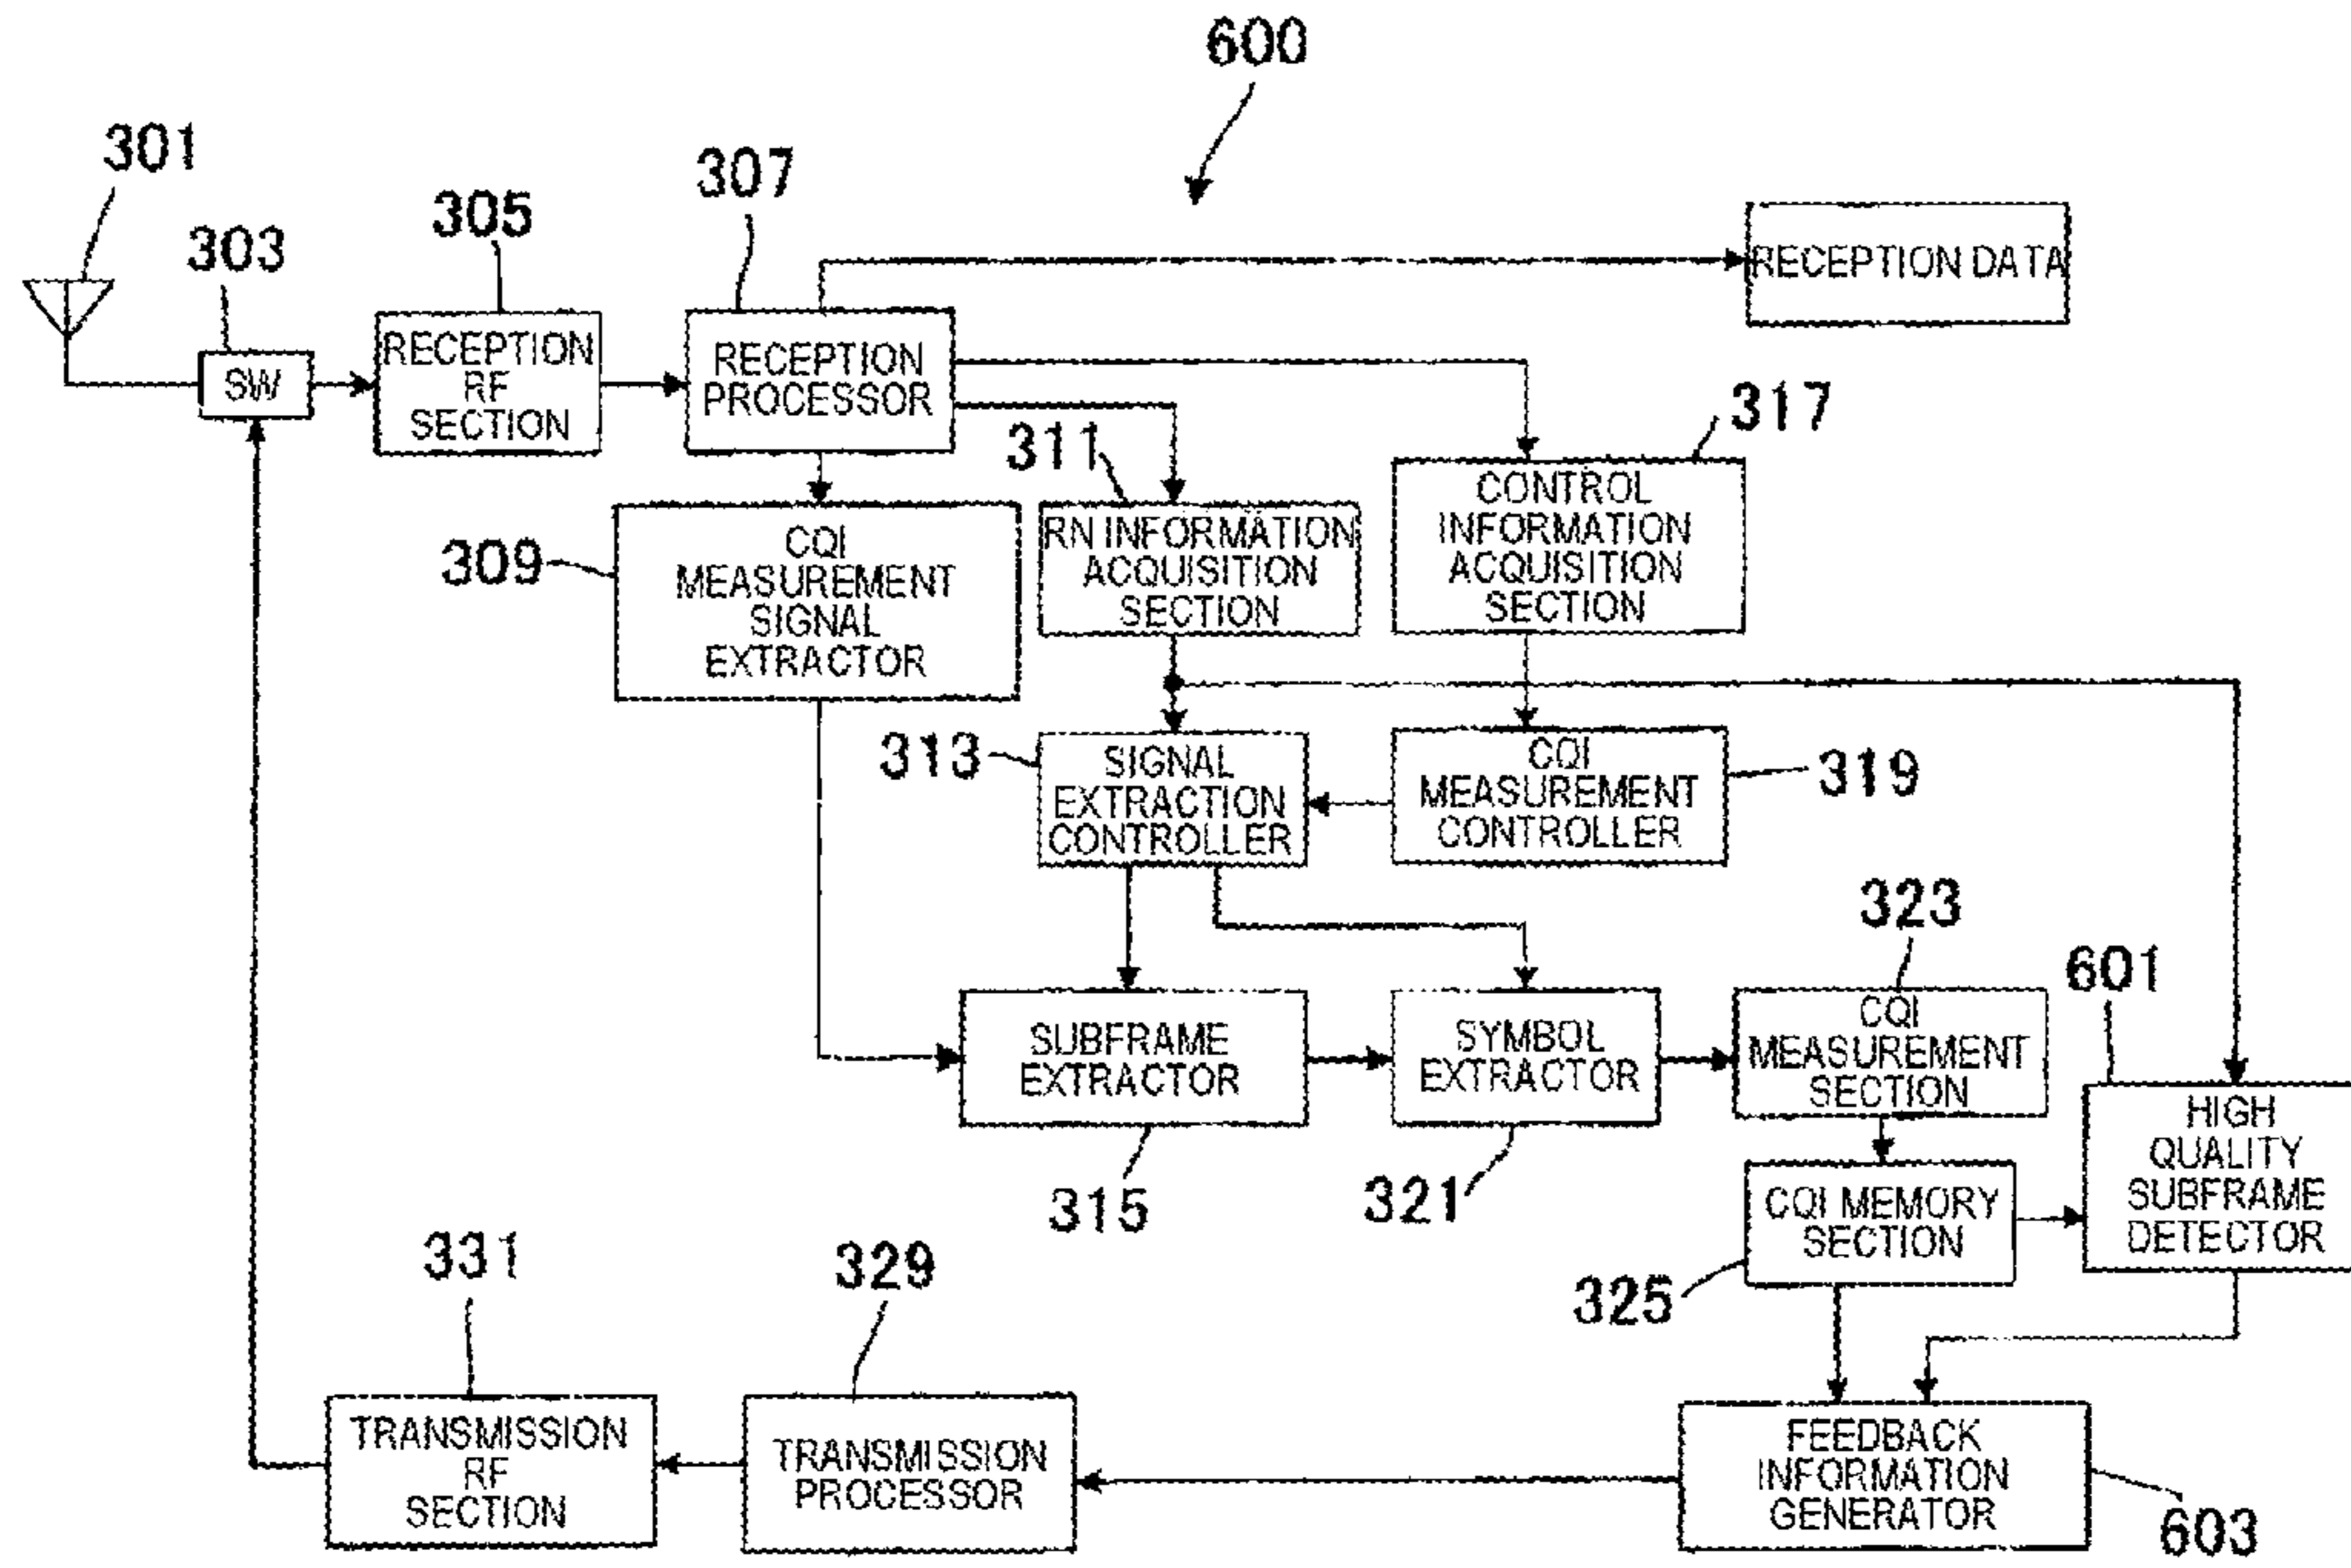 600
301
303
305
307
RECEPTION DATA
SW
RECEPTION
RF
SECTION
RECEPTION
PROCESSOR
317
311
309
CQI
MEASUREMENT
SIGNAL
EXTRACTOR
RN INFORMATION
ACQUISITION
SECTION
CONTROL
INFORMATION
ACQUISITION
SECTION
313
SIGNAL
EXTRACTION
CONTROLLER
CQI
MEASUREMENT
CONTROLLER
319
323
601
SUBFRAME
EXTRACTOR
SYMBOL
EXTRACTOR
CQI
MEASUREMENT
SECTION
HIGH
QUALITY
SUBFRAME
DETECTOR
315
321
CQI MEMORY
SECTION
325
331
329
TRANSMISSION
RF
SECTION
TRANSMISSION
PROCESSOR
FEEDBACK
INFORMATION
GENERATOR
603